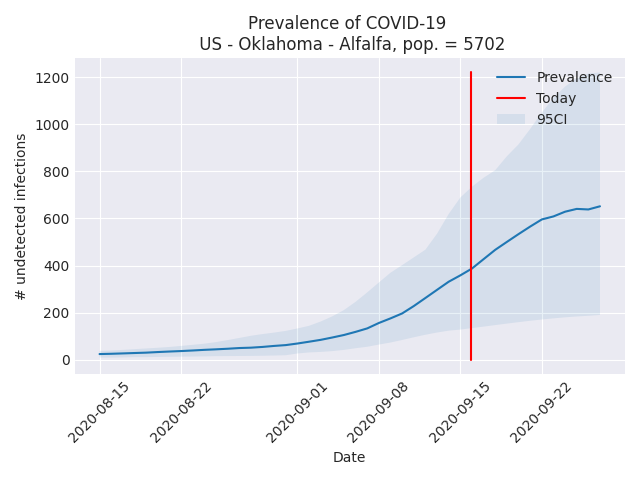 Prevalence of COVID-19
US - Oklahoma - Alfalfa, pop. = 5702
1200
1000
800
600
400
200
0
# undetected infections
Prevalence
Today
95CI
2020-08-15
2020-08-22
2020-09-01
2020-09-08
2020-09-15
2020-09-22
Date